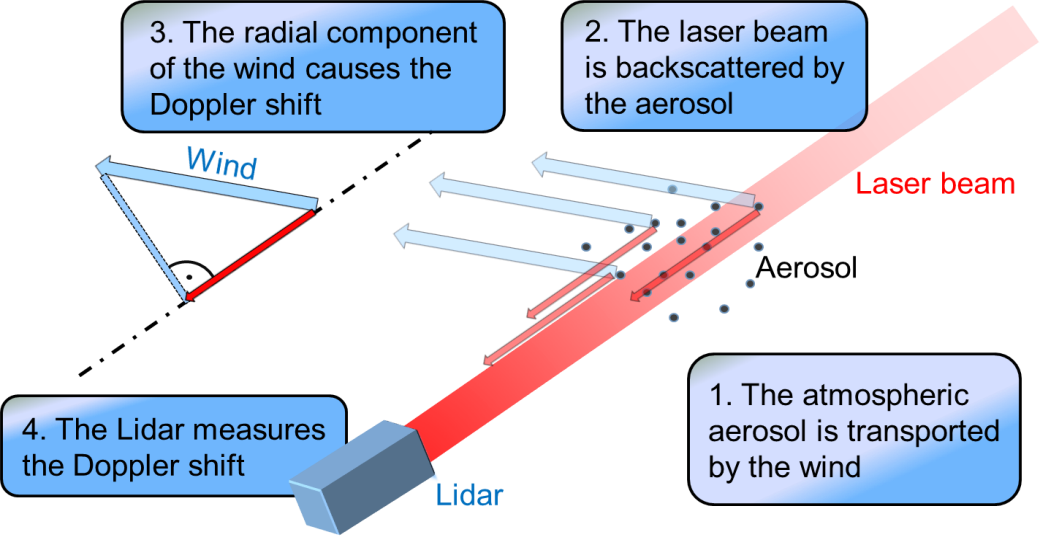 3. The radial component
of the wind causes the
Doppler shift
2. The laser beam
is backscattered by
the aerosol
Wind
Laser beam
Aerosol
1. The atmospheric
aerosol is transported
by the wind
4. The Lidar measures
the Doppler shift
Lidar